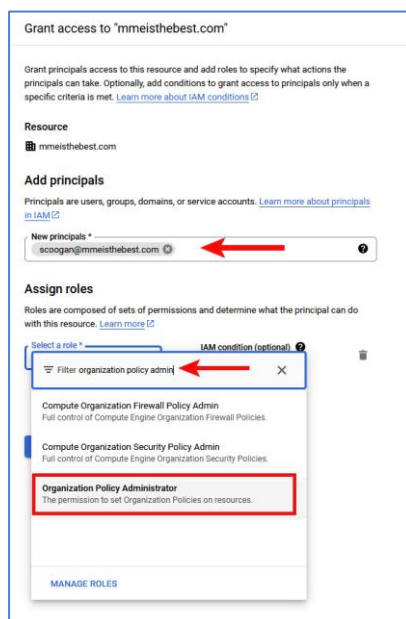 Grant access to "mmeisthebest.com"
Grant principals access to this resource and add roles to specify what actions the
principals can take. Optionally, add conditions to grant access to principals only when a
specific criteria is met. Learn more about IAM conditions
Resource
mmeisthebest.com
Add principals
Principals are users, groups, domains, or service accounts. Learn more about principals
in IAM
New principals *
scoogan@mmeisthebest.com
Assign roles
Roles are composed of sets of permissions and determine what the principal can do
with this resource. Learn more
Select a role * IAM condition (optional)
Filter organization policy admin
Compute Organization Firewall Policy Admin
Full control of Compute Engine Organization Firewall Policies.
Compute Organization Security Policy Admin
Full control of Compute Engine Organization Security Policies.
Organization Policy Administrator
The permission to set Organization Policies on resources.
MANAGE ROLES